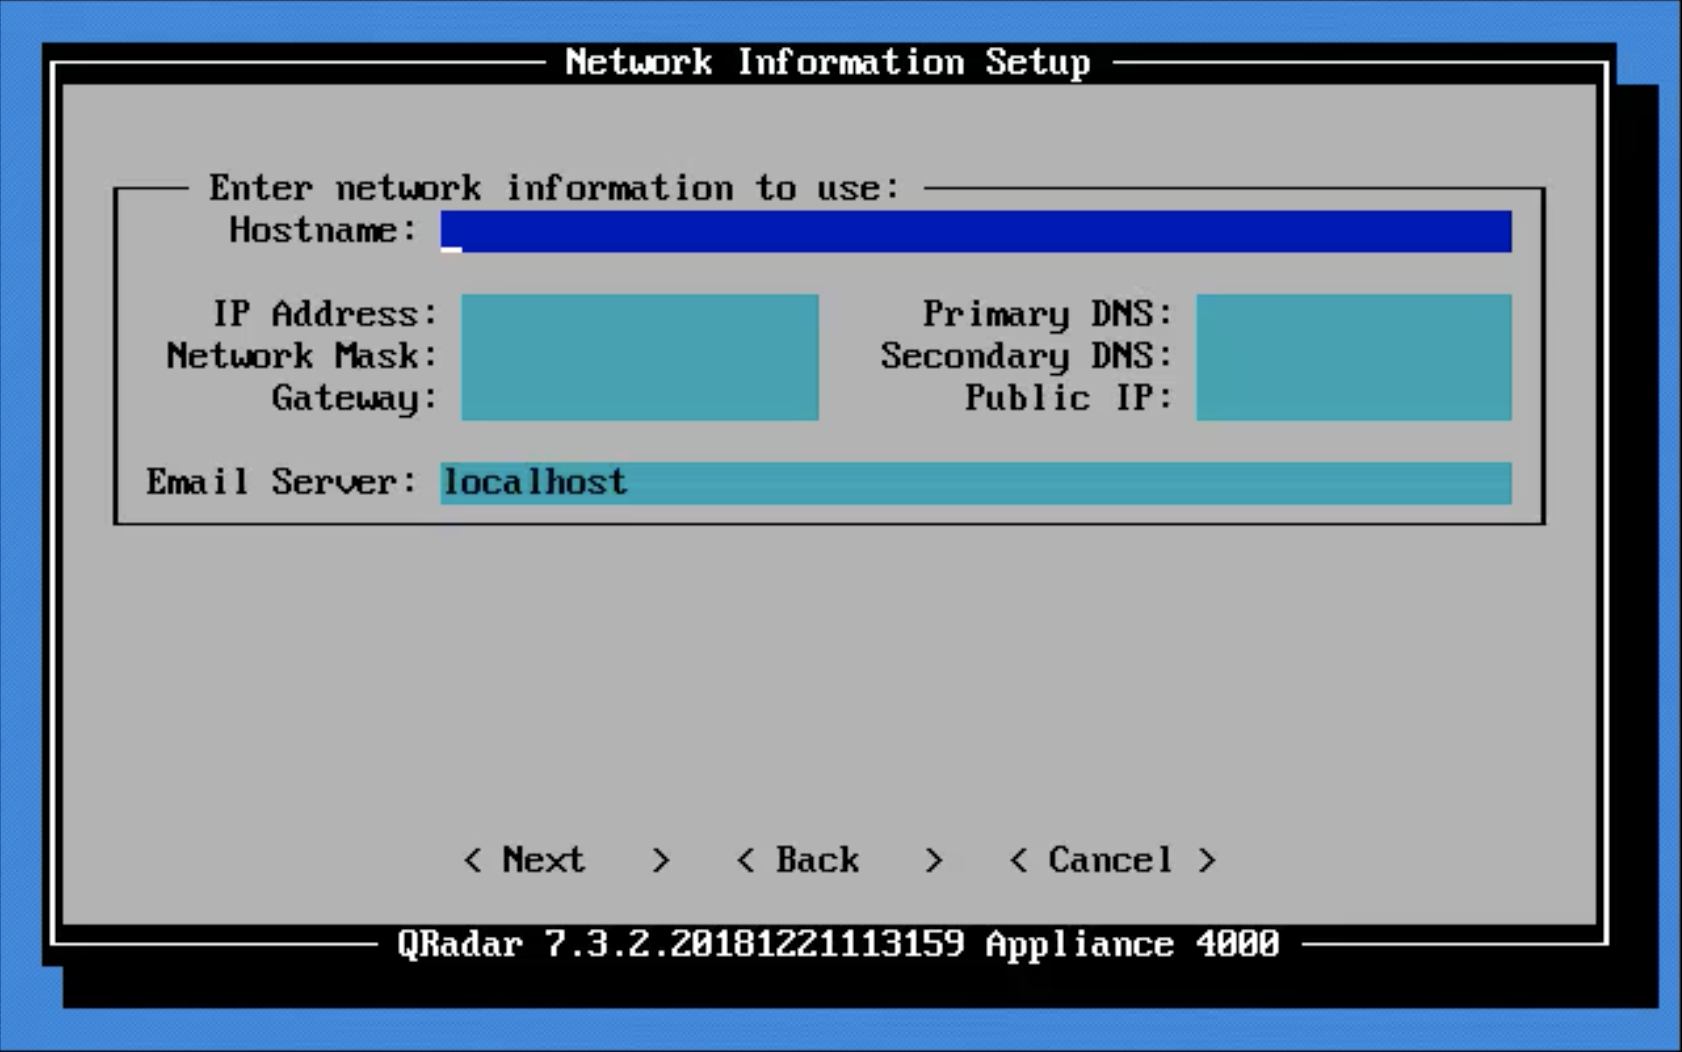 Network Information Setup
Enter network information to use:
Hostname:
IP Address: Primary DNS:
Network Mask: Secondary DNS:
Gateway: Public IP:
Email Server: localhost
< Next > < Back > < Cancel >
QRadar 7.3.2.20181221113159 Appliance 4000